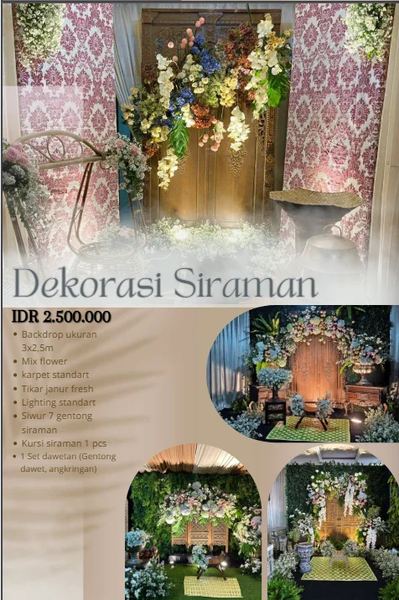 Dekorasi Siraman
IDR 2.500.000
Backdrop ukuran
3x2,5m
Mix flower
karpet standart
Tikar janur fresh
Lighting standart
Siwur 7 gentong
siraman
Kursi siraman 1 pcs
1 Set dawetan (Gentong
dawet, angkringan)